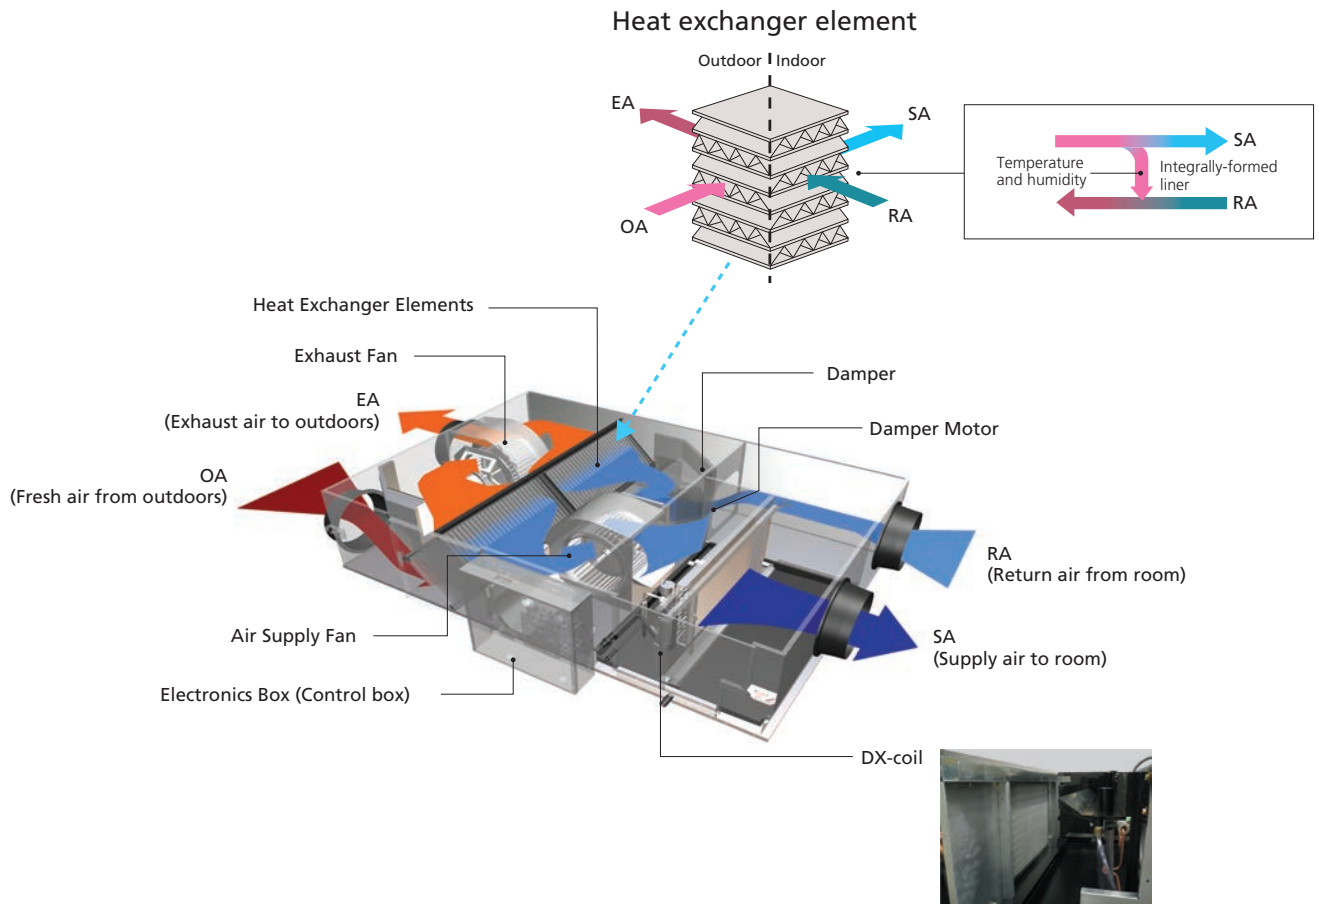 Heat exchanger element
Outdoor Indoor
EA
SA
OA
RA
SA
Temperature
and humidity
Integrally-formed
liner
RA
Heat Exchanger Elements
Exhaust Fan
Damper
EA
(Exhaust air to outdoors)
Damper Motor
OA
(Fresh air from outdoors)
RA
(Return air from room)
Air Supply Fan
SA
(Supply air to room)
Electronics Box (Control box)
DX-coil